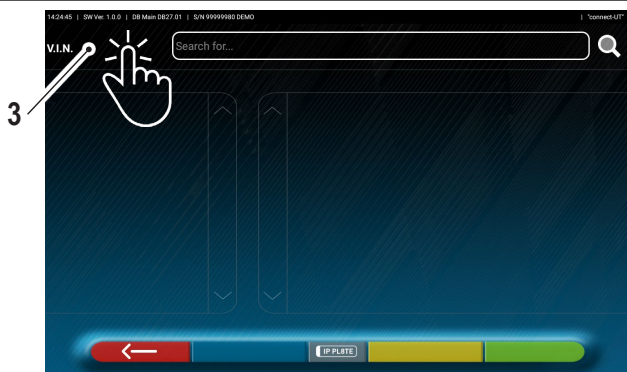 14:24:45 | SW Ver. 1.0.0 | DB Main DB27.01 | S/N 99999980 DEMO | "connect-UT"
V.I.N. Search for...
3
IP PL8TE